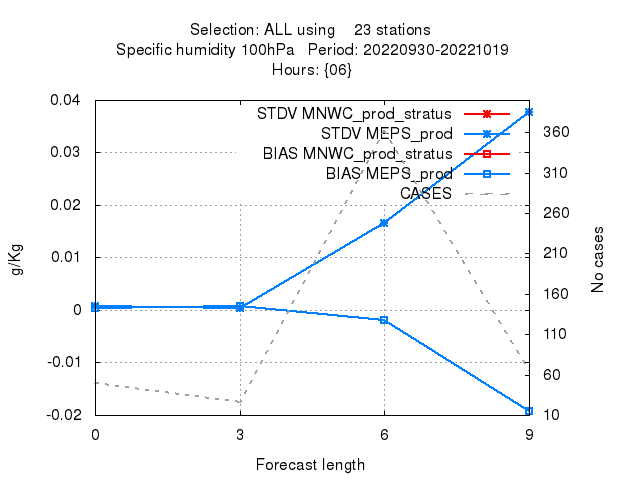 Selection: ALL using    23 stations
Specific humidity 100hPa   Period: 20220930-20221019
Hours: {06}
STDV MNWC_prod_stratus
STDV MEPS_prod
BIAS MNWC_prod_stratus
BIAS MEPS_prod
CASES
0.04
0.03
0.02
0.01
0
-0.01
-0.02
g/Kg
360
310
260
210
160
110
60
10
No cases
0 3 6 9
Forecast length